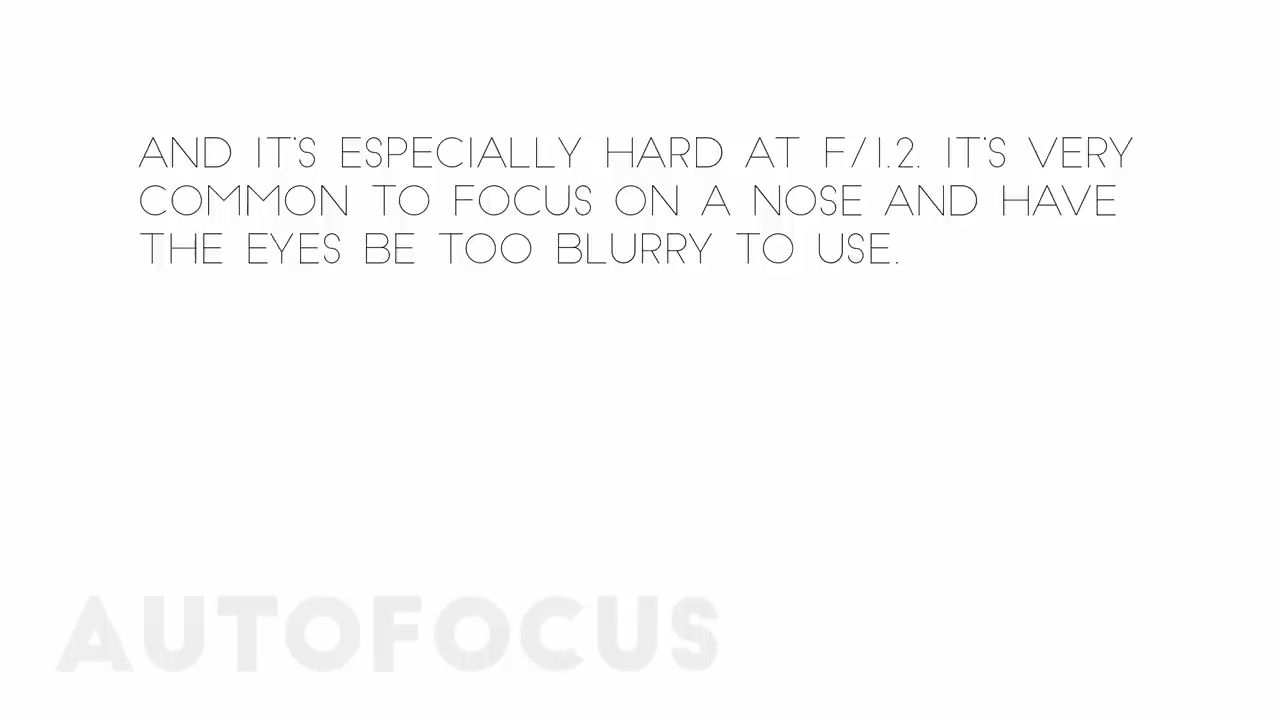 AND IT'S ESPECIALLY HARD AT F/1.2. IT'S VERY
COMMON TO FOCUS ON A NOSE AND HAVE
THE EYES BE TOO BLURRY TO USE.
AUTOFOCUS